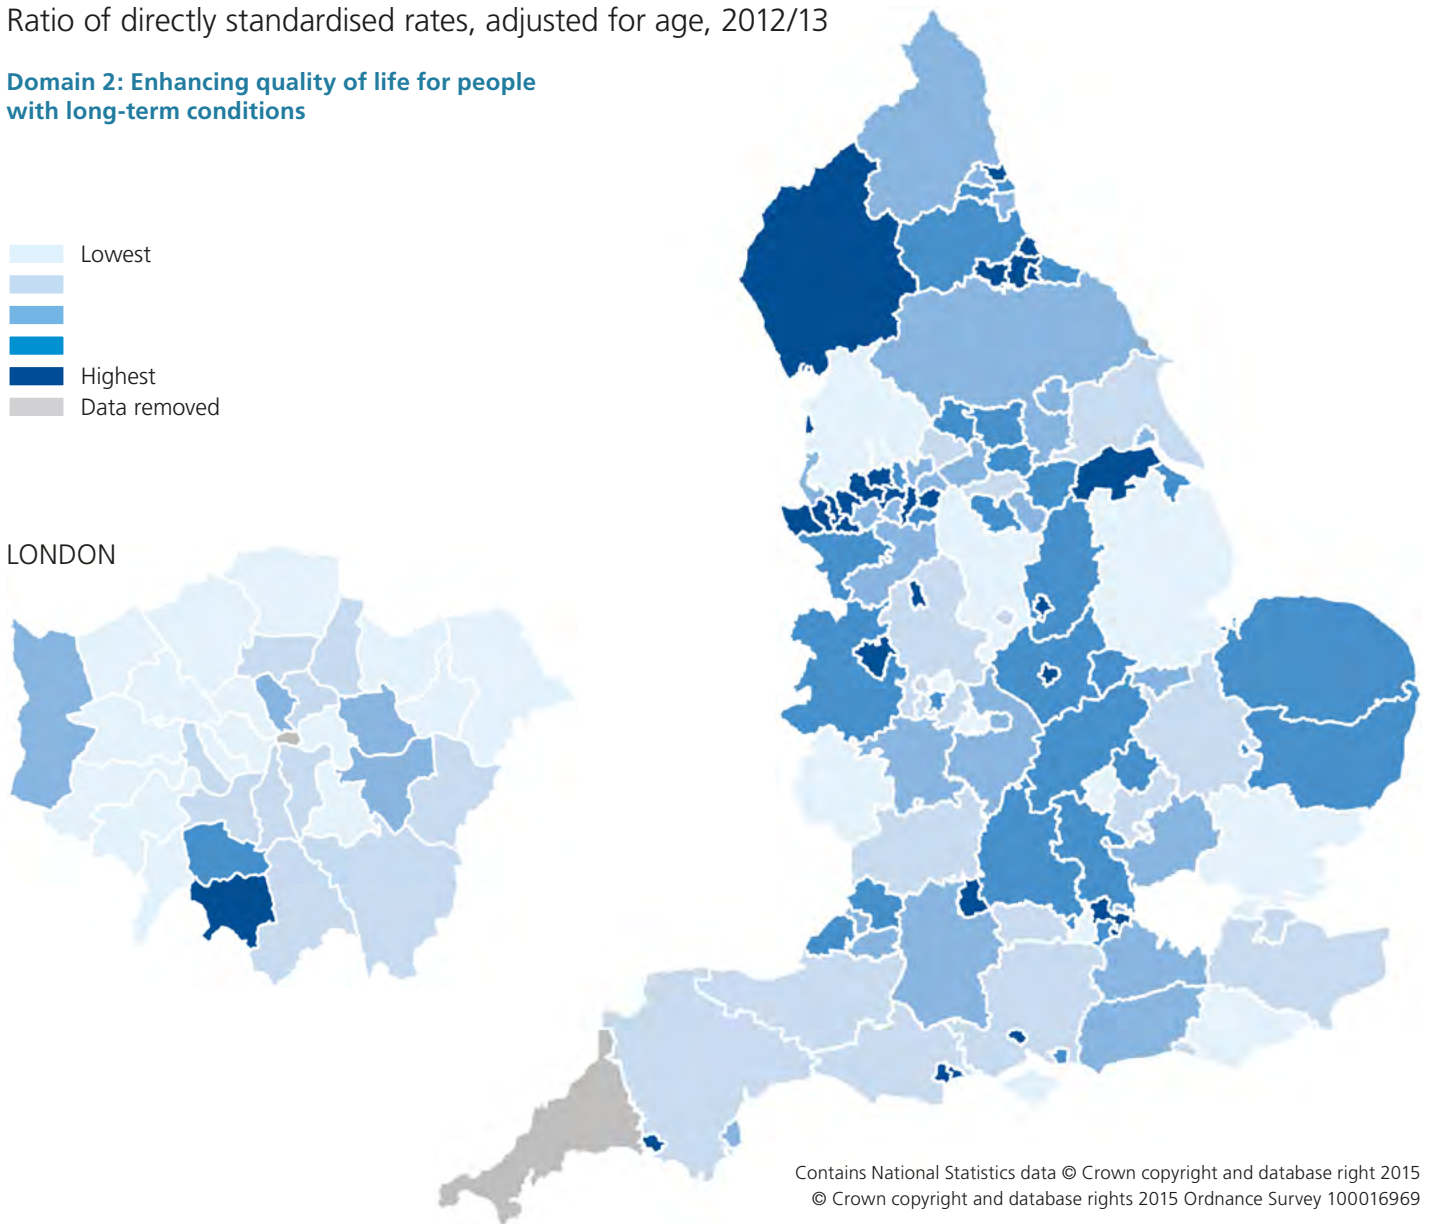 Ratio of directly standardised rates, adjusted for age, 2012/13
Domain 2: Enhancing quality of life for people
with long-term conditions
Lowest
Highest
Data removed
LONDON
Contains National Statistics data © Crown copyright and database right 2015
© Crown copyright and database rights 2015 Ordnance Survey 100016969